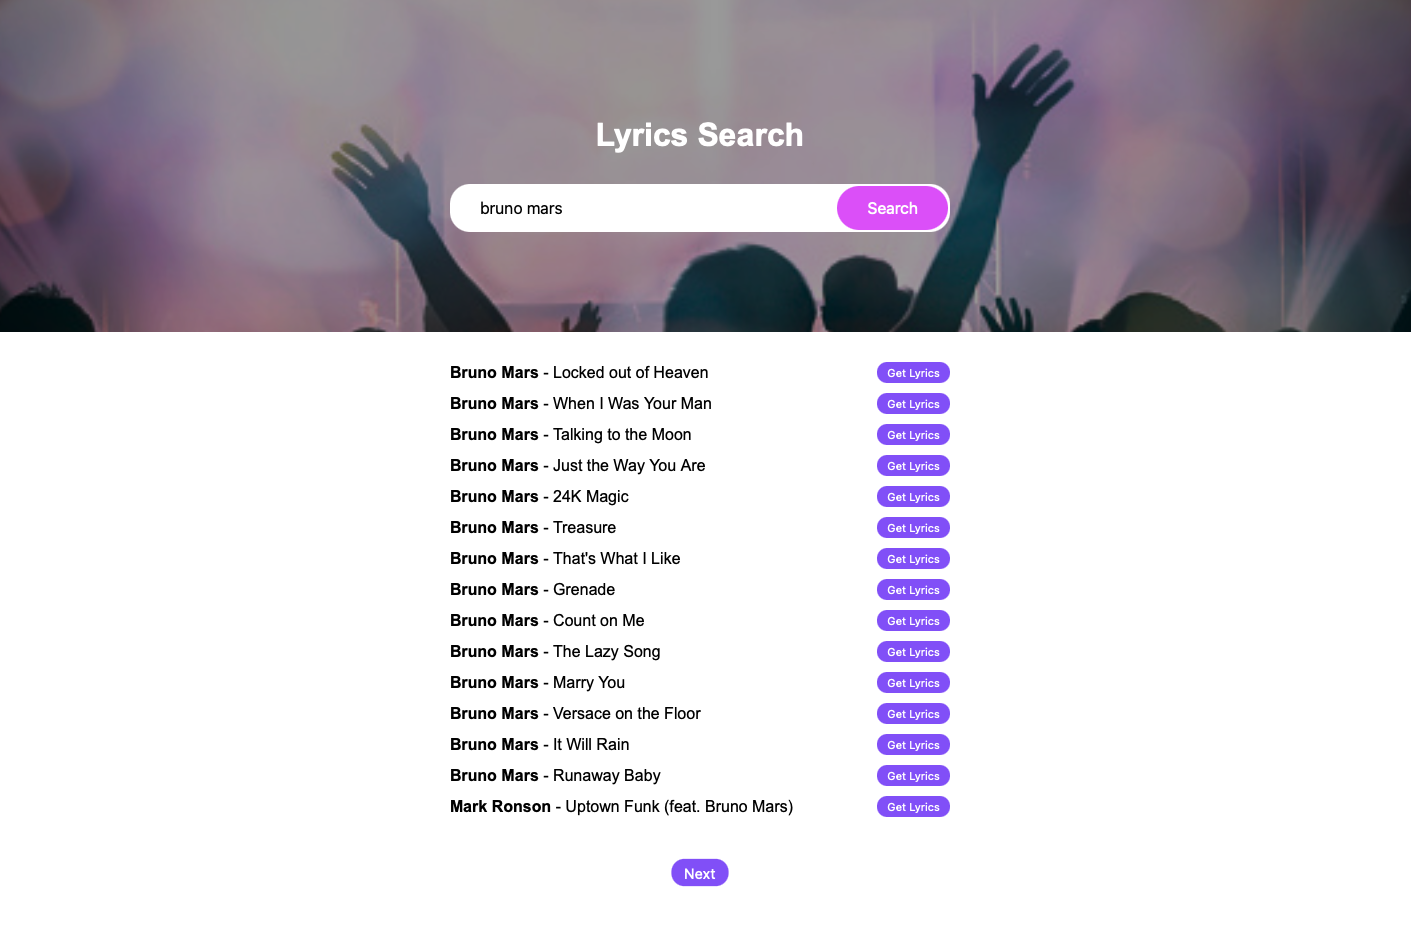 Lyrics Search
bruno mars Search
Bruno Mars - Locked out of Heaven Get Lyrics
Bruno Mars - When I Was Your Man Get Lyrics
Bruno Mars - Talking to the Moon Get Lyrics
Bruno Mars - Just the Way You Are Get Lyrics
Bruno Mars - 24K Magic Get Lyrics
Bruno Mars - Treasure Get Lyrics
Bruno Mars - That's What I Like Get Lyrics
Bruno Mars - Grenade Get Lyrics
Bruno Mars - Count on Me Get Lyrics
Bruno Mars - The Lazy Song Get Lyrics
Bruno Mars - Marry You Get Lyrics
Bruno Mars - Versace on the Floor Get Lyrics
Bruno Mars - It Will Rain Get Lyrics
Bruno Mars - Runaway Baby Get Lyrics
Mark Ronson - Uptown Funk (feat. Bruno Mars) Get Lyrics
Next